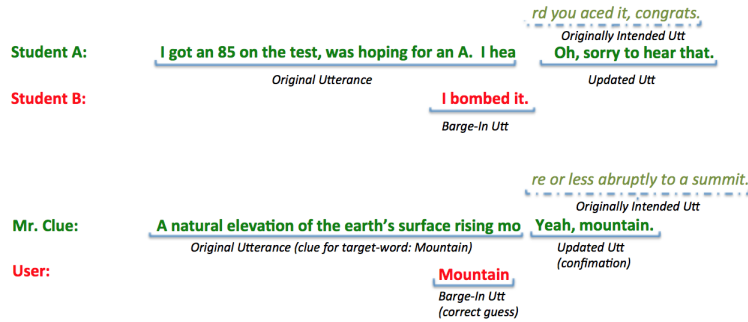 rd you aced it, congrats.
Originally Intended Utt
Student A: I got an 85 on the test, was hoping for an A. I hea Oh, sorry to hear that.
Original Utterance Updated Utt
Student B: I bombed it.
Barge-In Utt
re or less abruptly to a summit.
Originally Intended Utt
Mr. Clue: A natural elevation of the earth's surface rising mo Yeah, mountain.
Original Utterance (clue for target-word: Mountain) Updated Utt
(confimation)
User: Mountain
Barge-In Utt
(correct guess)